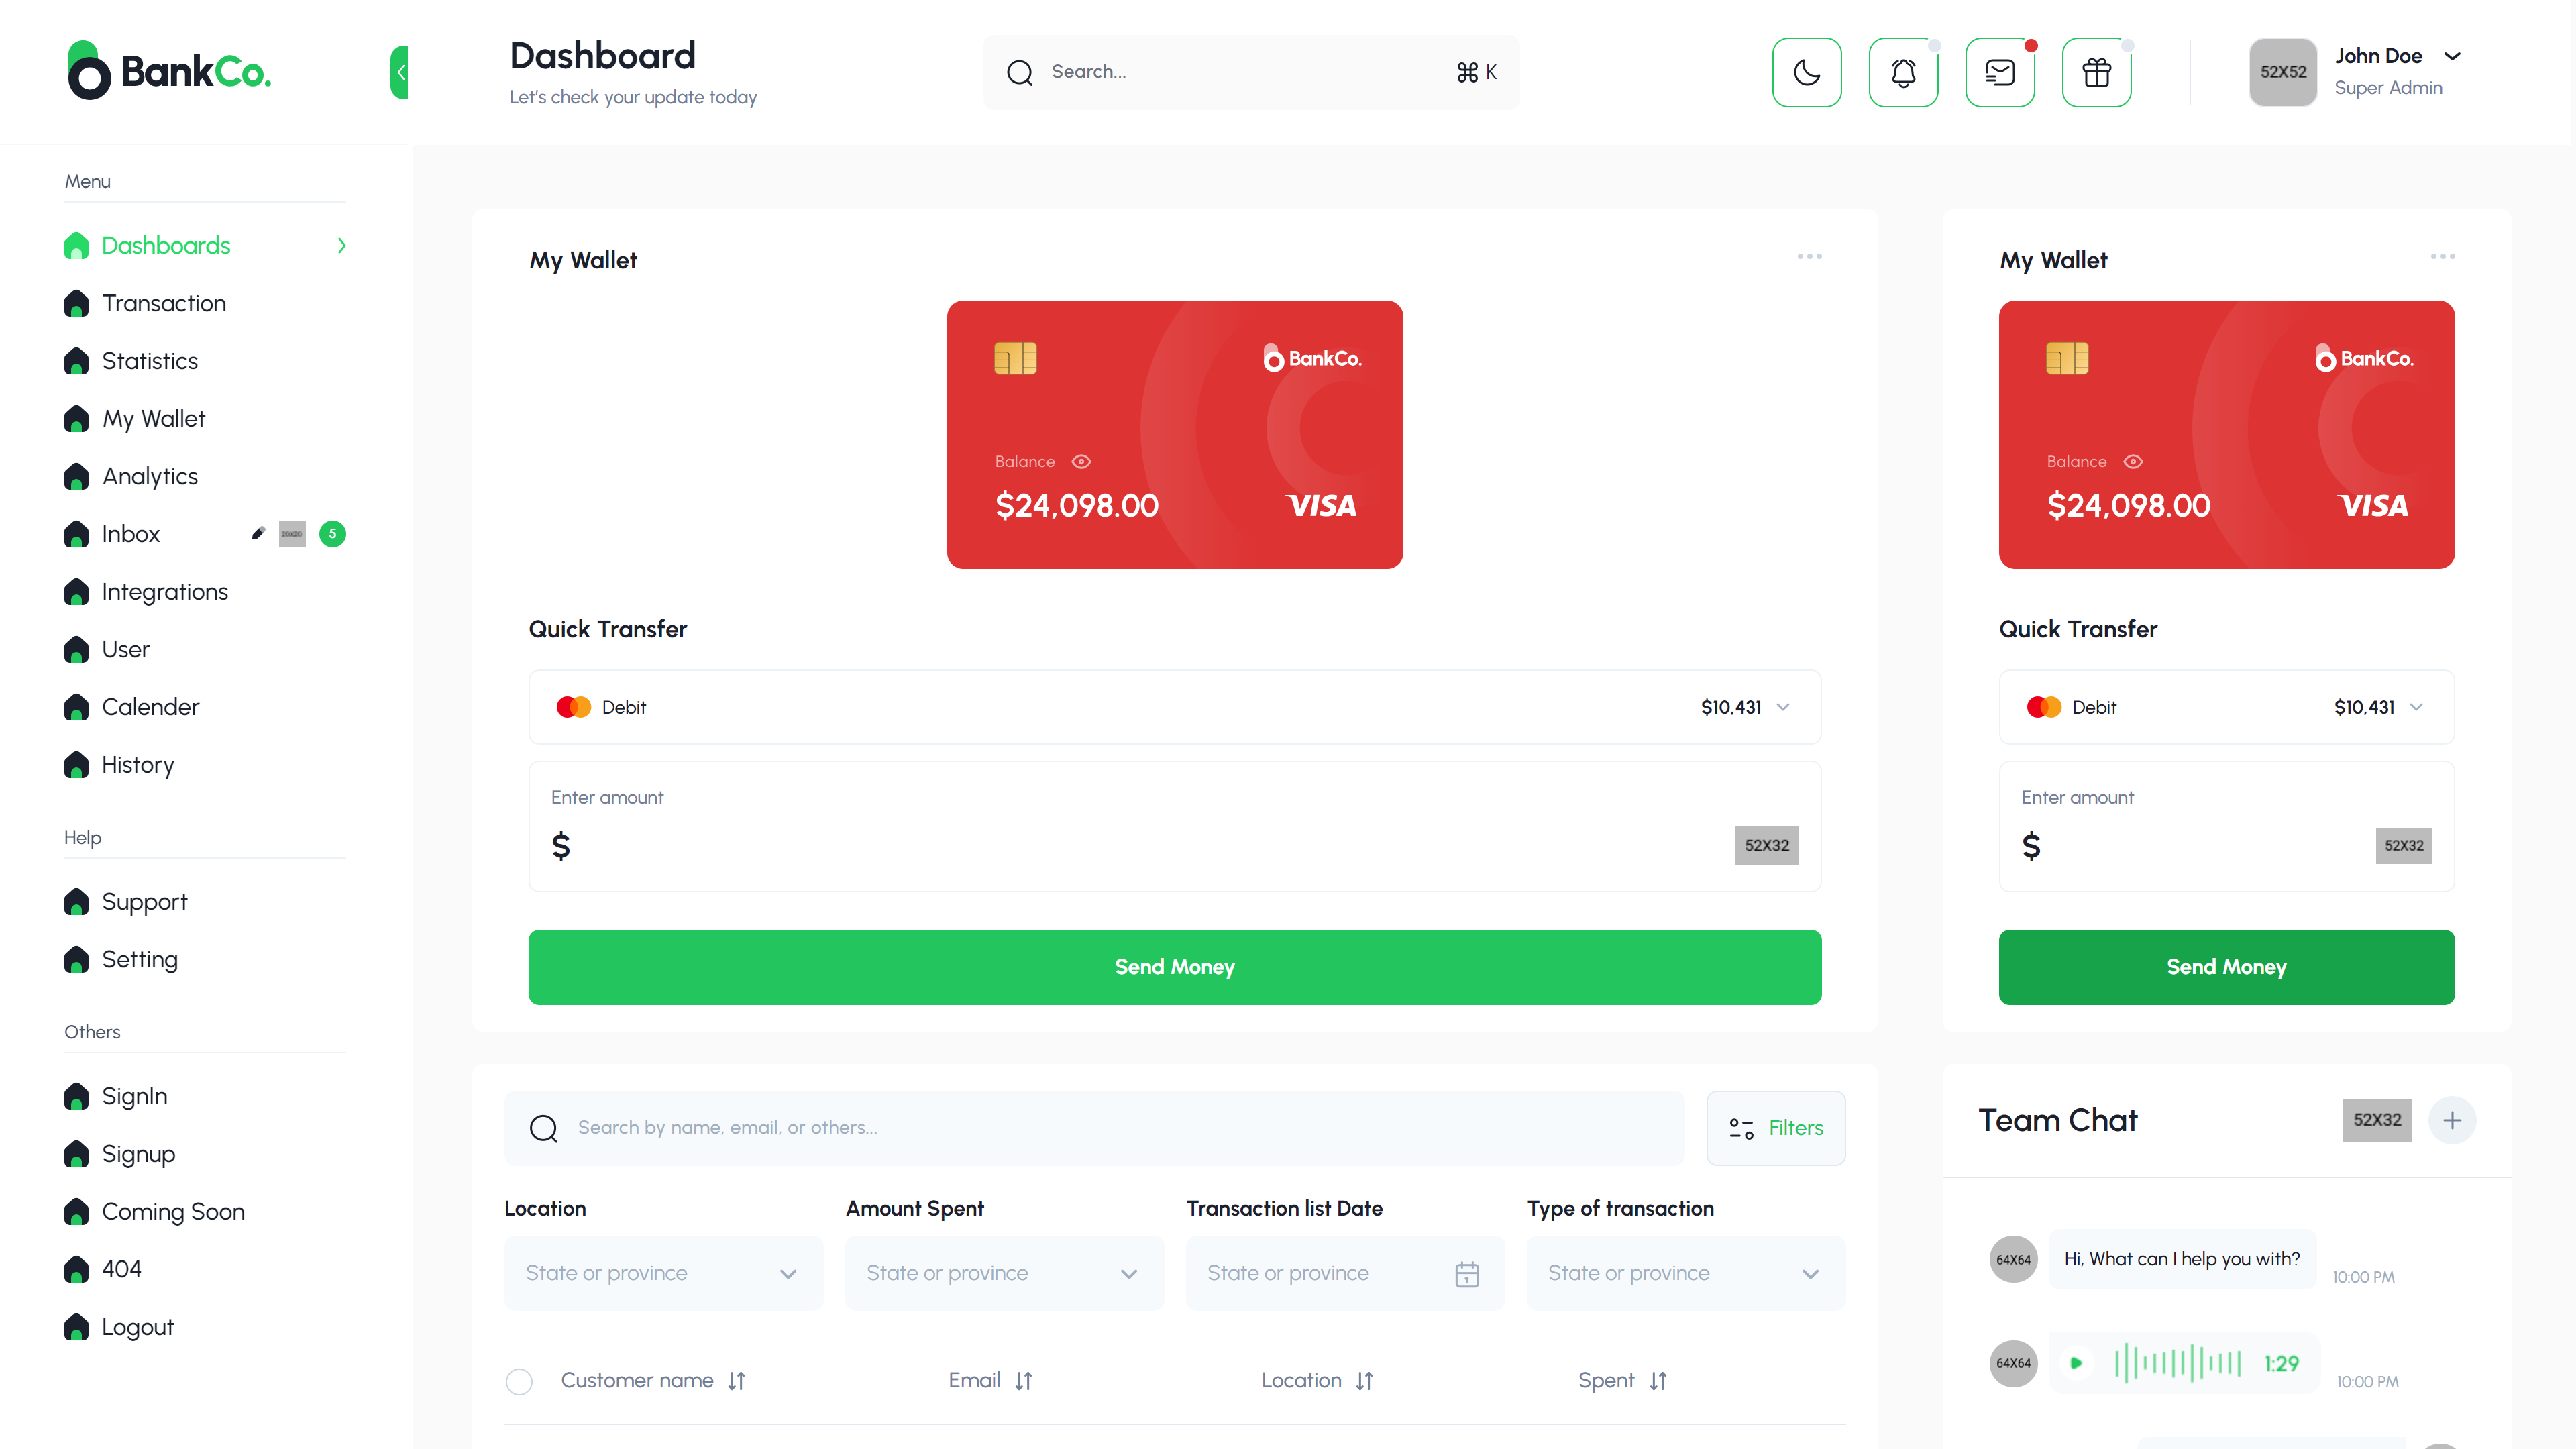 BankCo.
Dashboard
Let's check your update today
Search...
⌘ K
52X52
John Doe
Super Admin
Menu
Dashboards
Transaction
Statistics
My Wallet
Analytics
Inbox
20X20
5
Integrations
User
Calender
History
Help
Support
Setting
Others
SignIn
Signup
Coming Soon
404
Logout
My Wallet
BankCo.
Balance
$24,098.00
VISA
Quick Transfer
Debit
$10,431
Enter amount
$
52X32
Send Money
My Wallet
BankCo.
Balance
$24,098.00
VISA
Quick Transfer
Debit
$10,431
Enter amount
$
52X32
Send Money
Search by name, email, or others...
Filters
Location
Amount Spent
Transaction list Date
Type of transaction
State or province
State or province
State or province
State or province
Customer name
Email
Location
Spent
Team Chat
52X32
64X64
Hi, What can I help you with?
10:00 PM
64X64
1:29
10:00 PM